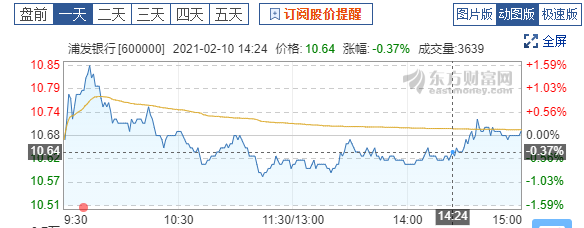 盘前 一天 二天 三天 四天 五天 订阅股价提醒 图片版 动图版 极速版
全屏
浦发银行[600000] 2021-02-10 14:24 价格: 10.64 涨幅: -0.37% 成交量:3639
10.85 +1.59%
东方财富网
eastmoney.com
10.79 +1.03%
10.74 +0.56%
10.68 0.00%
10.64 -0.37%
10.62 -0.56%
10.57 -1.03%
10.51 -1.59%
9:30 10:30 11:30/13:00 14:00 14:24 15:00